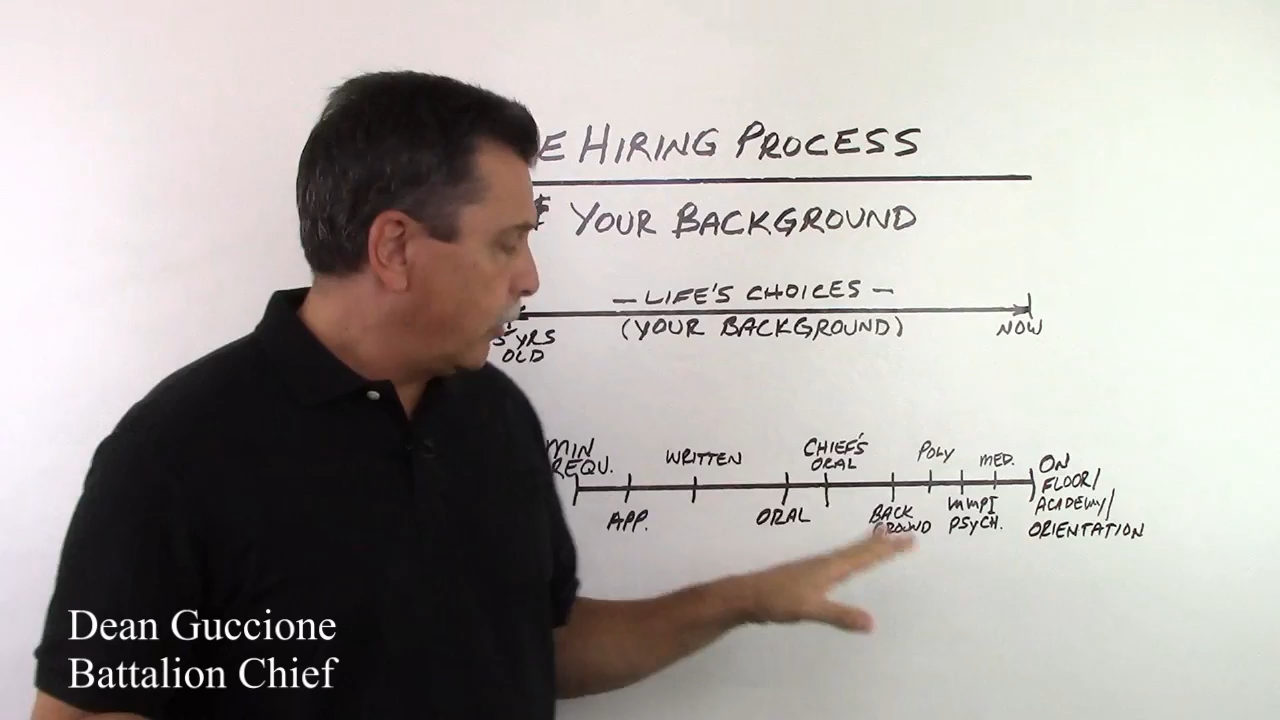 E HIRING PROCESS
& YOUR BACKGROUND
- LIFE'S CHOICES -
(YOUR BACKGROUND)
5 YRS
OLD
NOW
MIN
REQU.
APP.
WRITTEN
ORAL
CHIEF'S
ORAL
BACK
GROUND
POLY
MMPI
PSYCH.
MED.
ON
FLOOR/
ACADEMY/
ORIENTATION
Dean Guccione
Battalion Chief